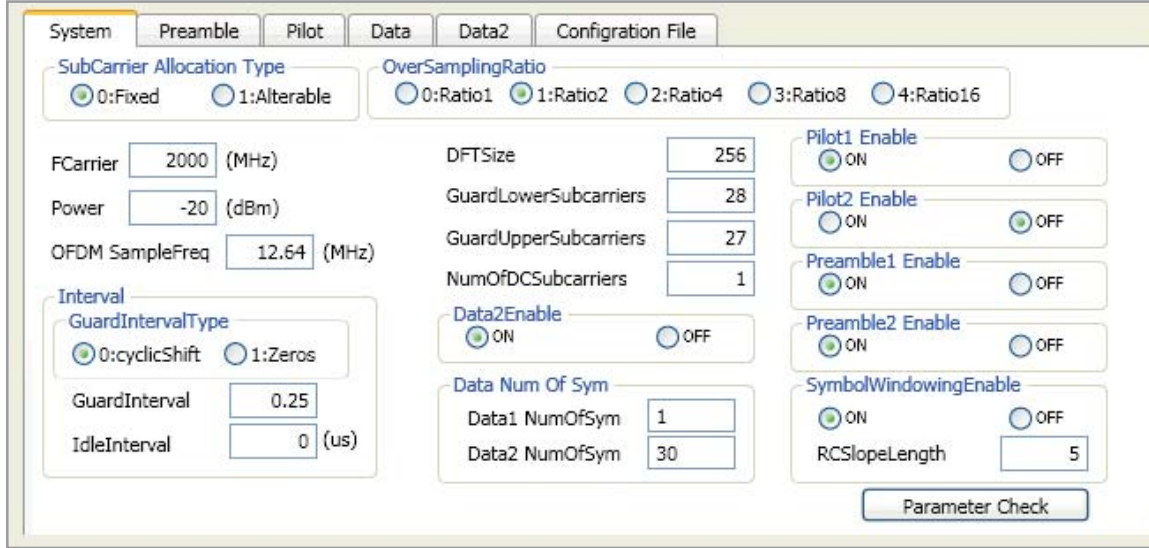 System Preamble Pilot Data Data2 Configration File
SubCarrier Allocation Type
0:Fixed 1:Alterable
OverSamplingRatio
0:Ratio1 1:Ratio2 2:Ratio4 3:Ratio8 4:Ratio16
FCarrier 2000 (MHz)
Power -20 (dBm)
OFDM SampleFreq 12.64 (MHz)
Interval
GuardIntervalType
0:cyclicShift 1:Zeros
GuardInterval 0.25
IdleInterval 0 (us)
DFTSize 256
GuardLowerSubcarriers 28
GuardUpperSubcarriers 27
NumOfDCSubcarriers 1
Data2Enable
ON OFF
Data Num Of Sym
Data1 NumOfSym 1
Data2 NumOfSym 30
Pilot1 Enable
ON OFF
Pilot2 Enable
ON OFF
Preamble1 Enable
ON OFF
Preamble2 Enable
ON OFF
SymbolWindowingEnable
ON OFF
RCSlopeLength 5
Parameter Check